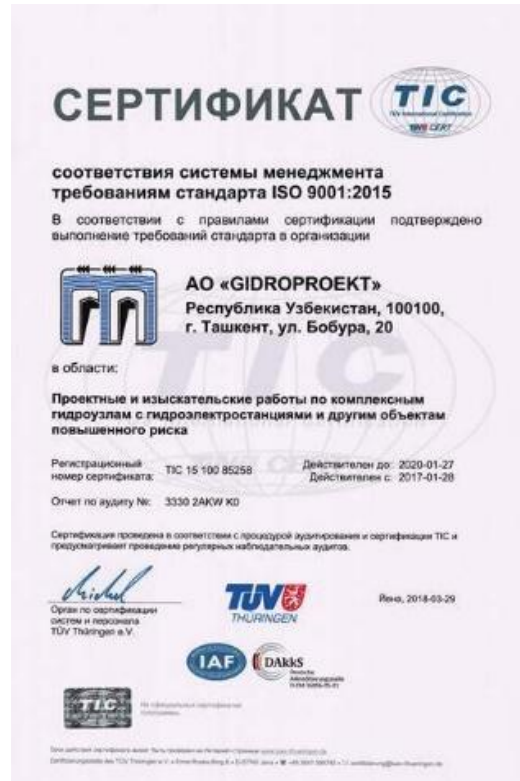 СЕРТИФИКАТ
TIC
TÜV CERT
соответствия системы менеджмента
требованиям стандарта ISO 9001:2015
В соответствии с правилами сертификации подтверждено
выполнение требований стандарта в организации
АО «GIDROPROEKT»
Республика Узбекистан, 100100,
г. Ташкент, ул. Бобура, 20
в области:
Проектные и изыскательские работы по комплексным
гидроузлам с гидроэлектростанциями и другим объектам
повышенного риска
Регистрационный
номер сертификата: TIC 15 100 85258
Действителен до: 2020-01-27
Действителен с: 2017-01-28
Отчет по аудиту №: 3330 2AKW K0
Сертификация проведена в соответствии с процедурой аудитирования и сертификации TIC и
предусматривает проведение регулярных наблюдательных аудитов.
Орган по сертификации
систем и персонала
TÜV Thüringen e.V.
TÜV
THÜRINGEN
Йена, 2018-03-29
IAF
DAkkS
Deutsche
Akkreditierungsstelle
TIC